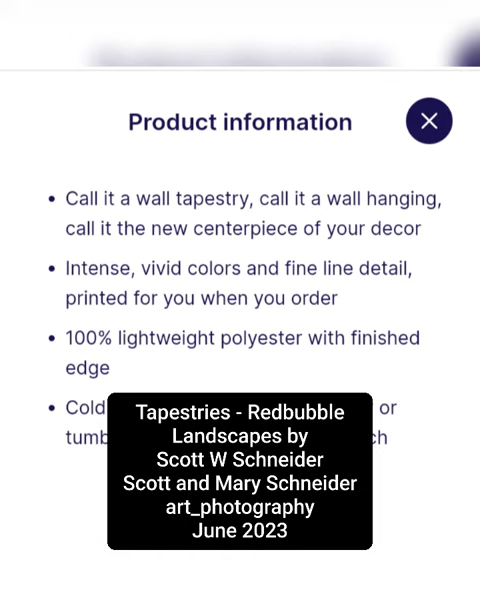 Product information
• Call it a wall tapestry, call it a wall hanging,
call it the new centerpiece of your decor
• Intense, vivid colors and fine line detail,
printed for you when you order
• 100% lightweight polyester with finished
edge
• Cold or
Tapestries - Redbubble
Landscapes by
Scott W Schneider
Scott and Mary Schneider
art_photography
June 2023